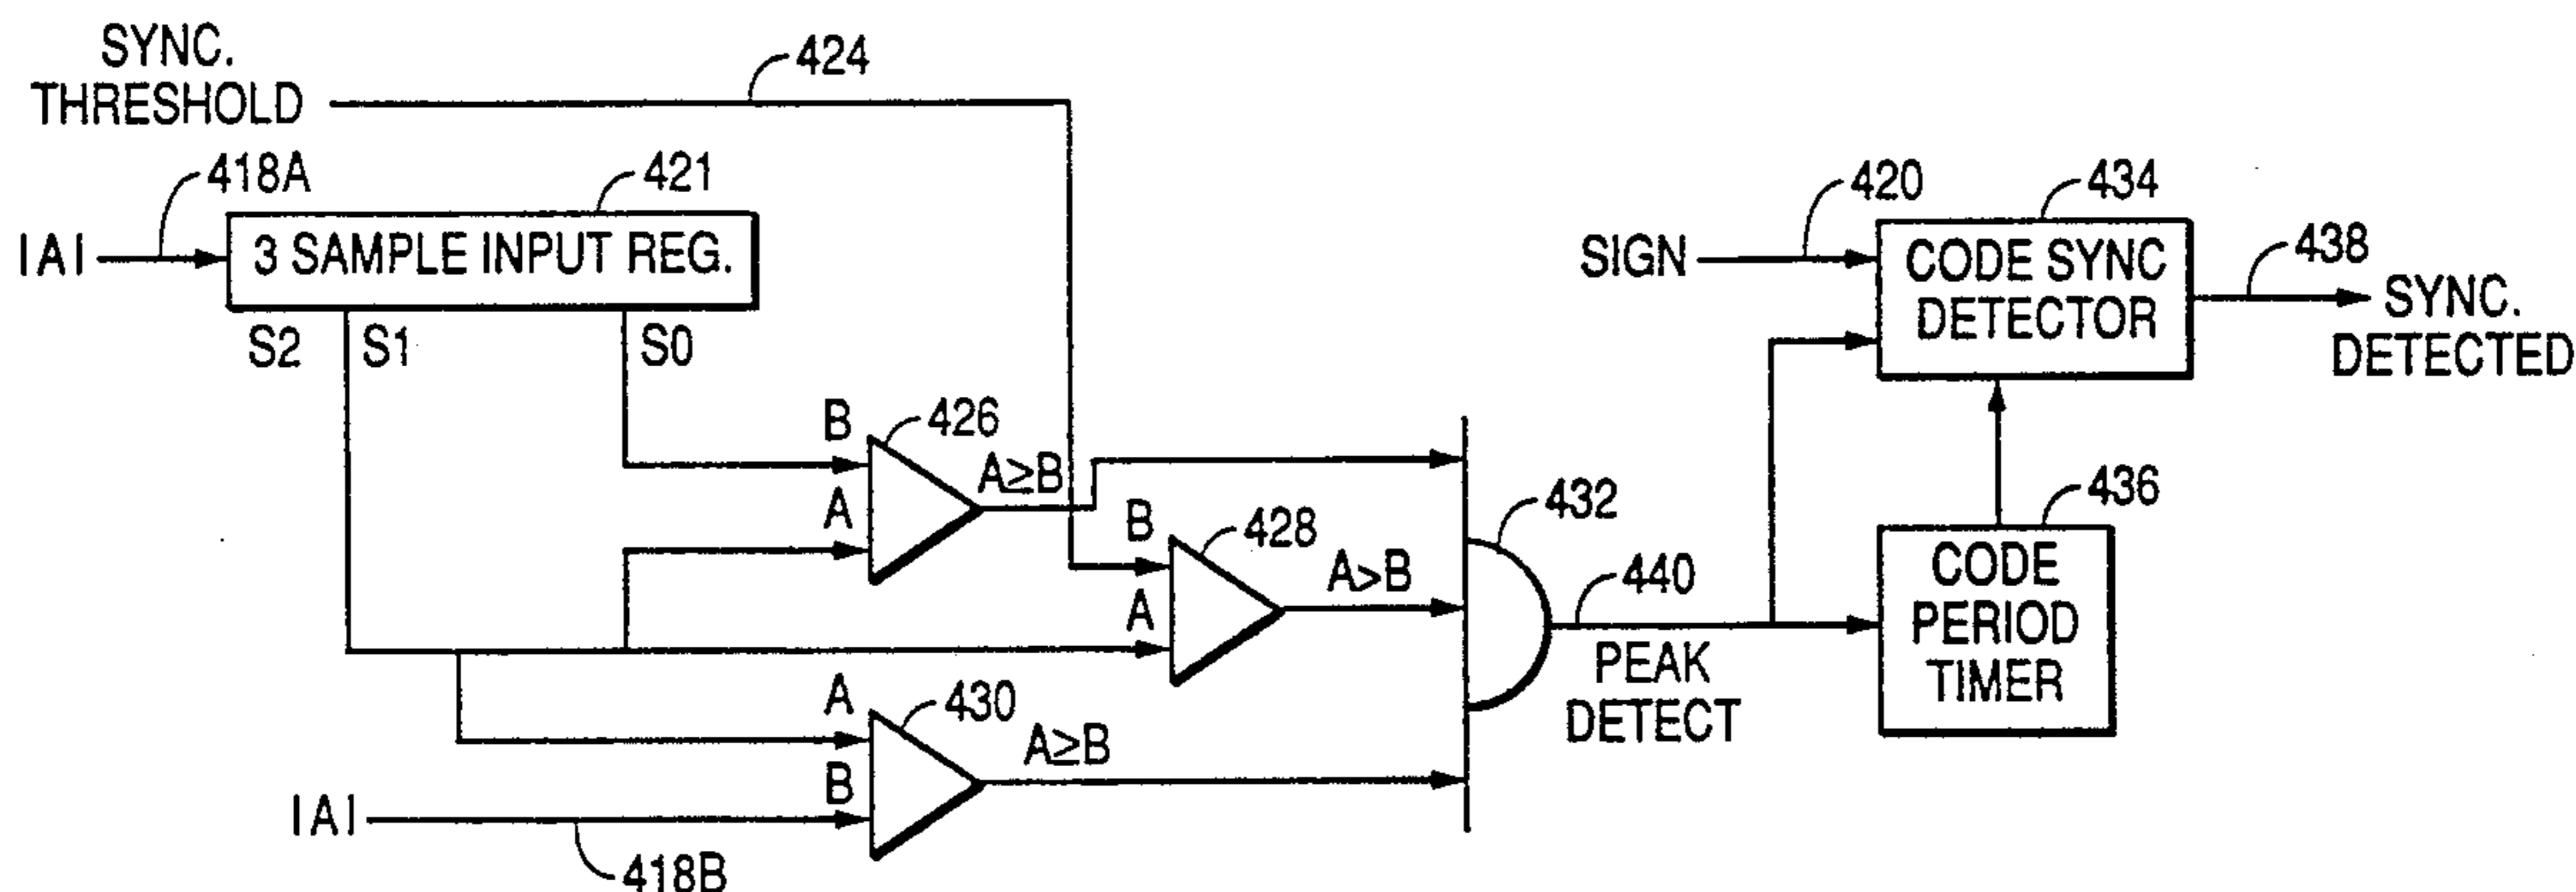 SYNC.
THRESHOLD
424
418A
421
|A|
3 SAMPLE INPUT REG.
S2
S1
S0
420
434
SIGN
CODE SYNC
DETECTOR
438
SYNC.
DETECTED
B
426
A≥B
A
B
428
A>B
A
432
440
PEAK
DETECT
436
CODE
PERIOD
TIMER
A
430
A≥B
B
|A|
418B